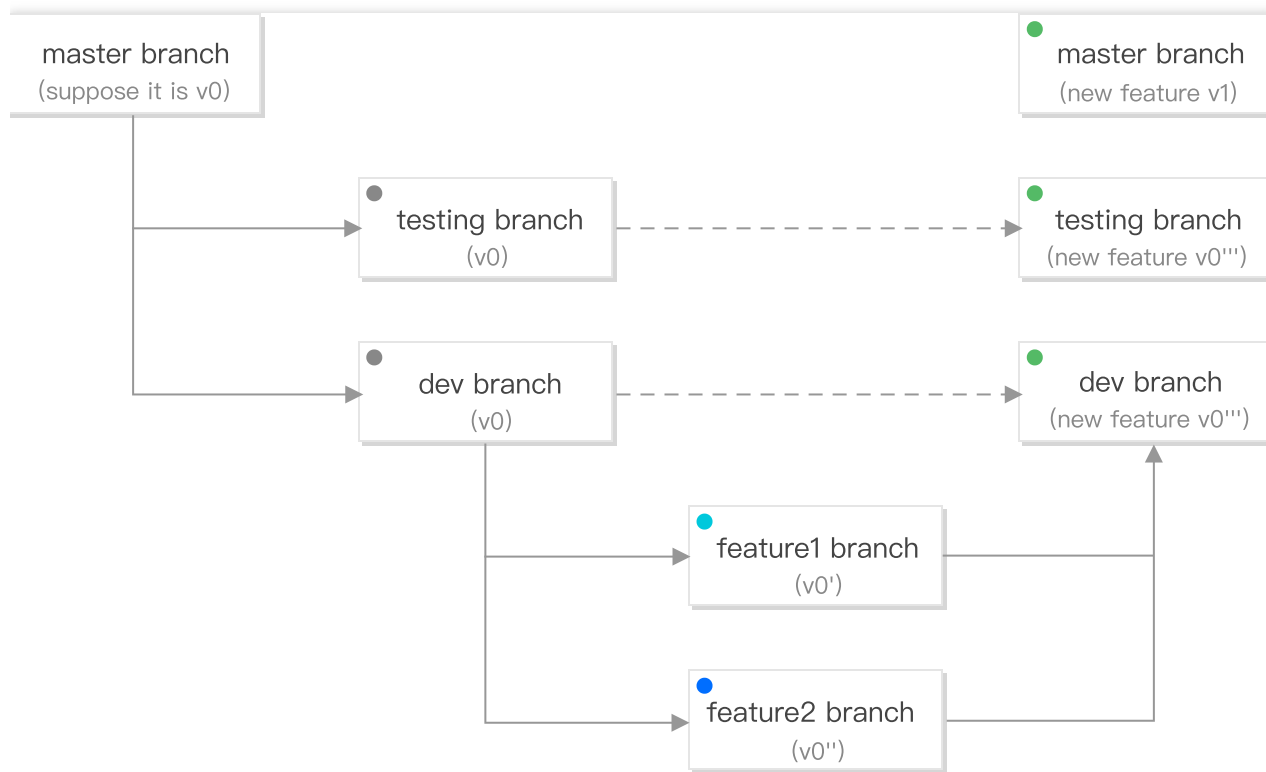 master branch
(suppose it is v0)
master branch
(new feature v1)
testing branch
(v0)
testing branch
(new feature v0''')
dev branch
(v0)
dev branch
(new feature v0''')
feature1 branch
(v0')
feature2 branch
(v0'')